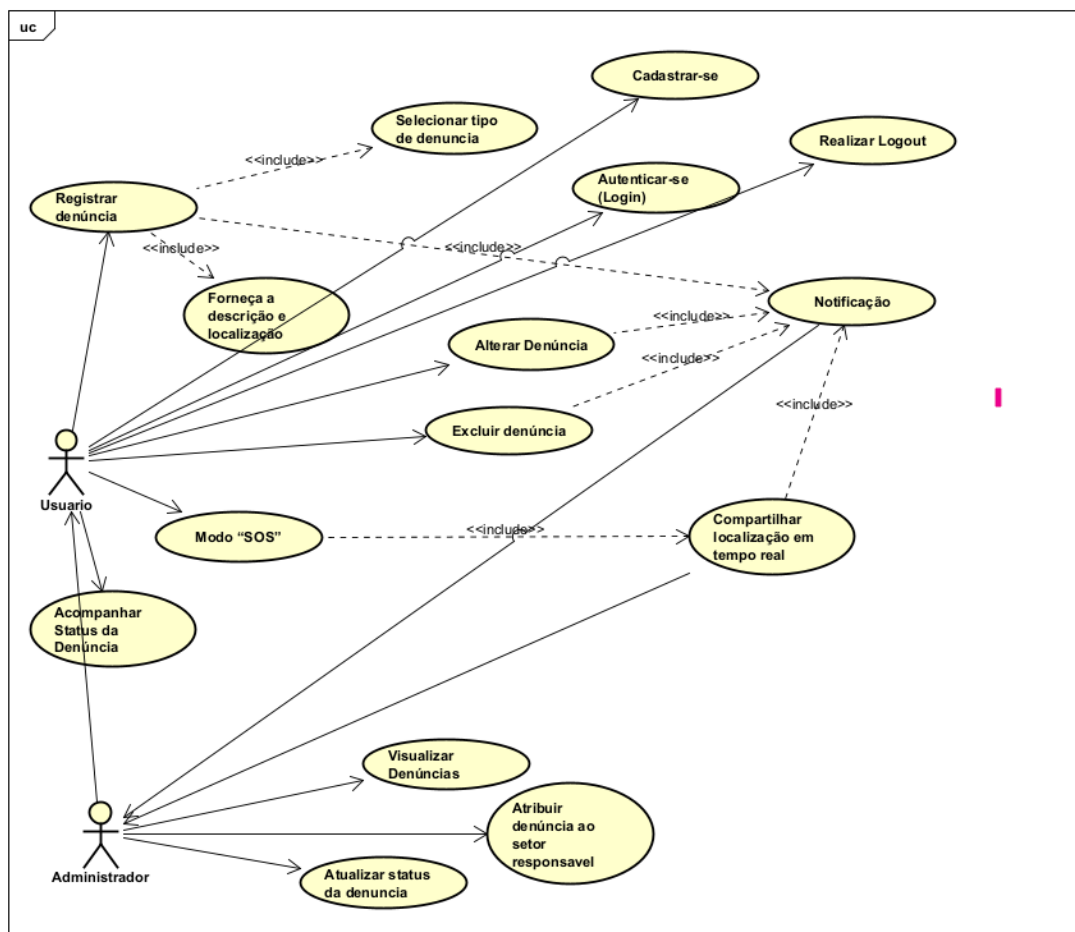 uc
Cadastrar-se
Selecionar tipo
de denuncia
Realizar Logout
<<include>>
Autenticar-se
(Login)
Registrar
denúncia
<<include>>
<<include>>
Forneça a
descrição e
localização
Notificação
<<include>>
Alterar Denúncia
<<include>>
<<include>>
Excluir denúncia
Usuario
Modo “SOS”
<<include>>
Compartilhar
localização em
tempo real
Acompanhar
Status da
Denúncia
Visualizar
Denúncias
Atribuir
denúncia ao
setor
responsavel
Administrador
Atualizar status
da denuncia